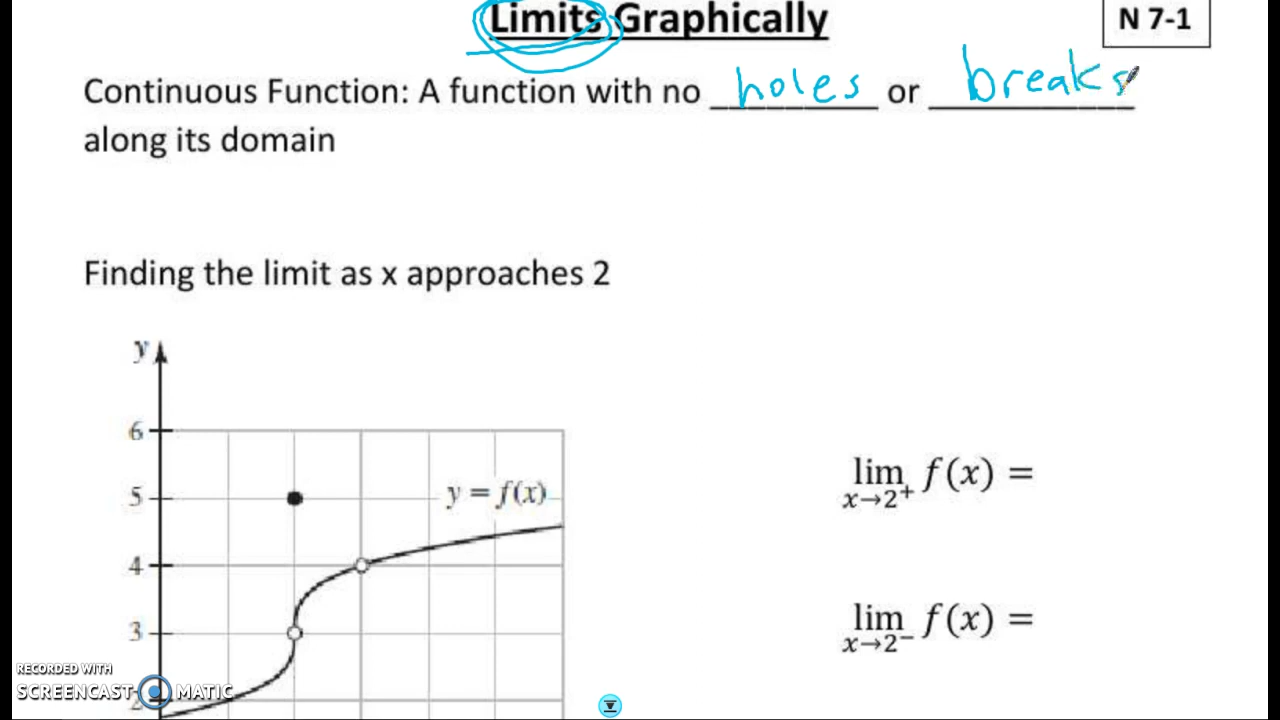 Limits Graphically
N 7-1
Continuous Function: A function with no holes or breaks
along its domain
Finding the limit as x approaches 2
y
6
5
y = f(x)
4
3
2
lim x→2⁺ f(x) =
lim x→2⁻ f(x) =
RECORDED WITH
SCREENCAST-O-MATIC